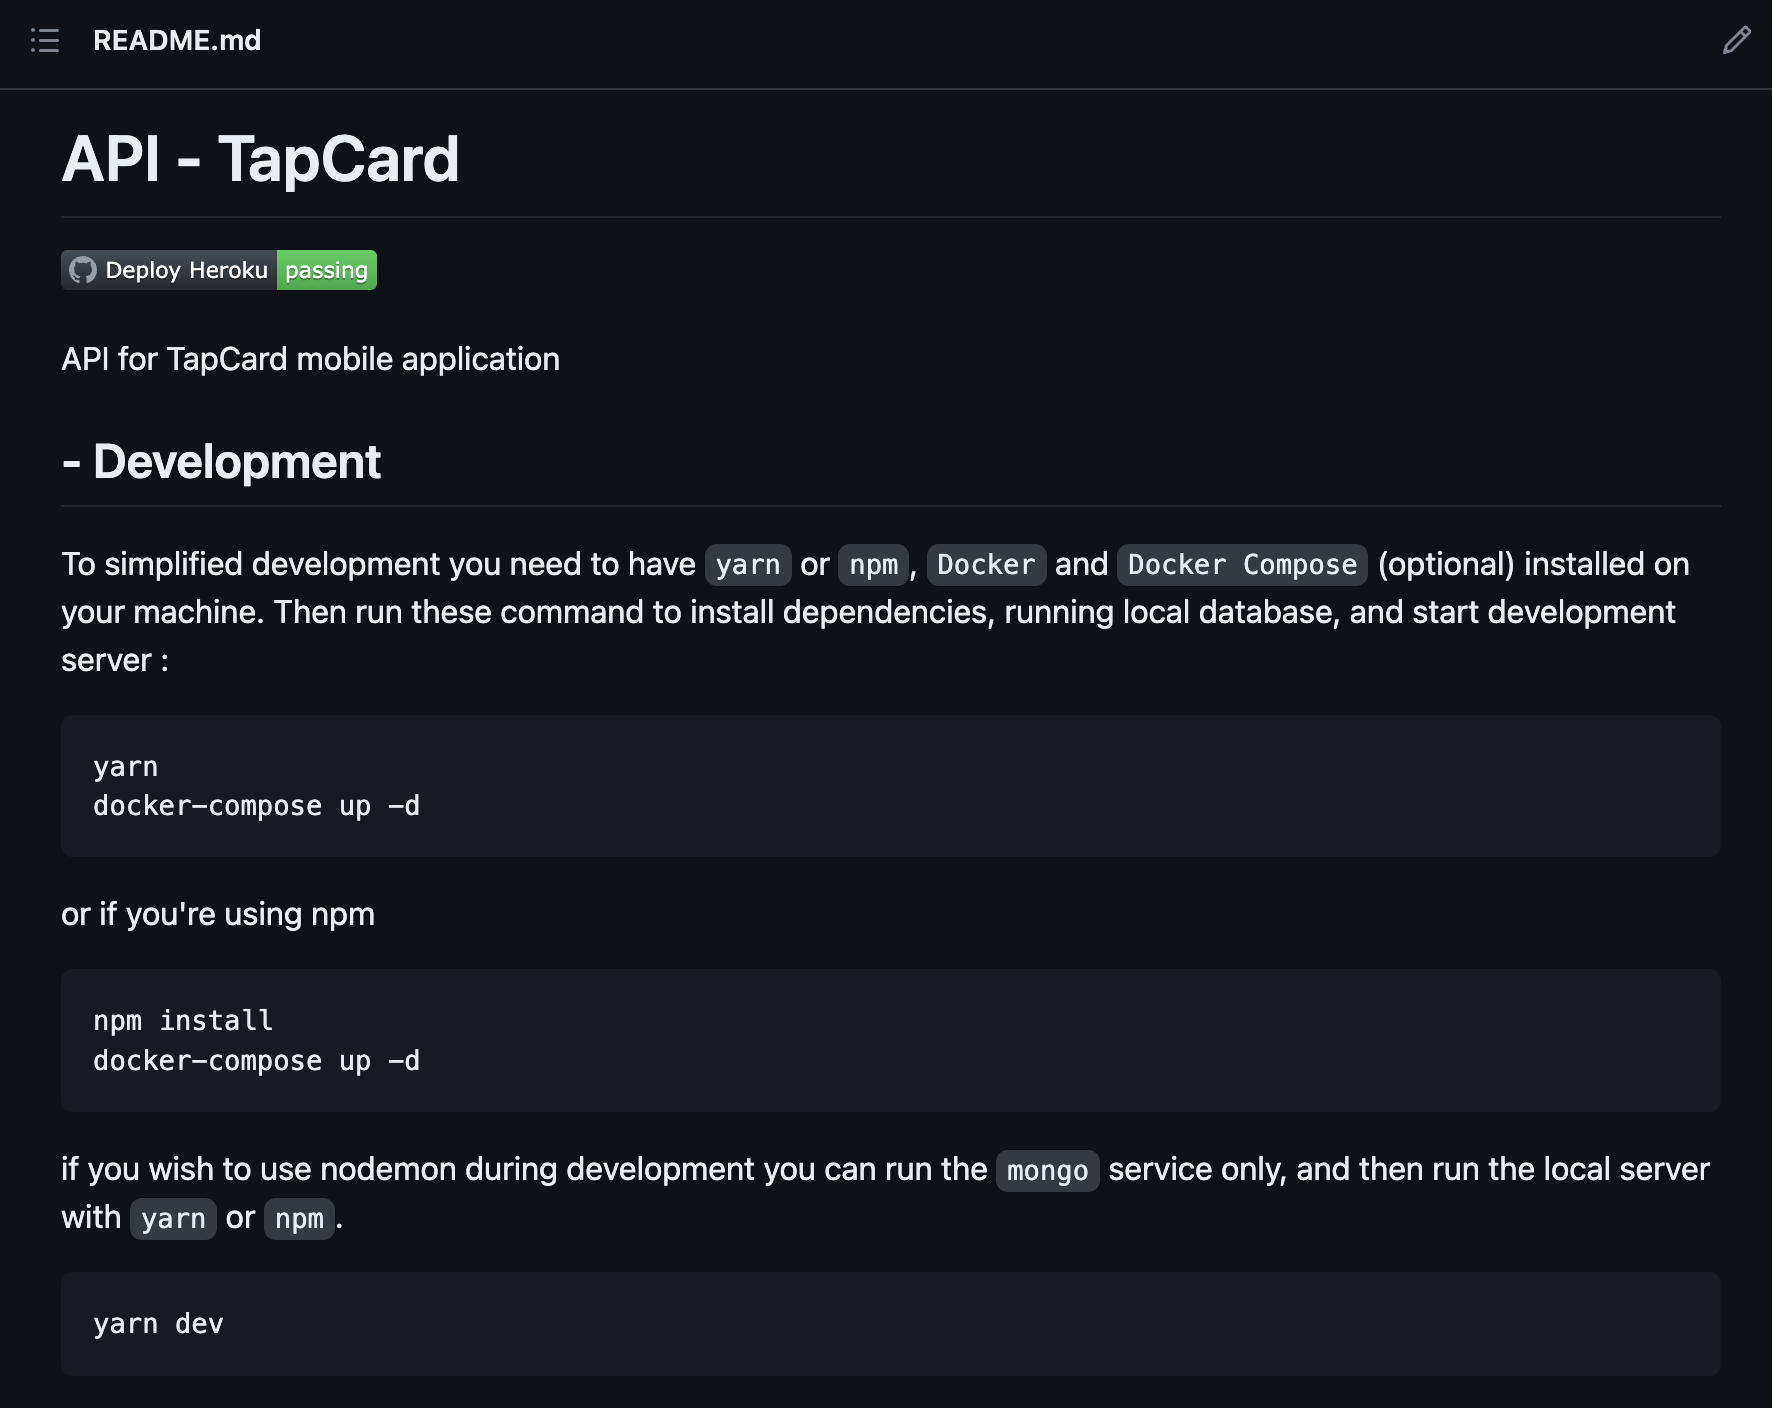 README.md
API - TapCard
Deploy Heroku passing
API for TapCard mobile application
- Development
To simplified development you need to have yarn or npm, Docker and Docker Compose (optional) installed on
your machine. Then run these command to install dependencies, running local database, and start development
server :
yarn
docker-compose up -d
or if you're using npm
npm install
docker-compose up -d
if you wish to use nodemon during development you can run the mongo service only, and then run the local server
with yarn or npm.
yarn dev